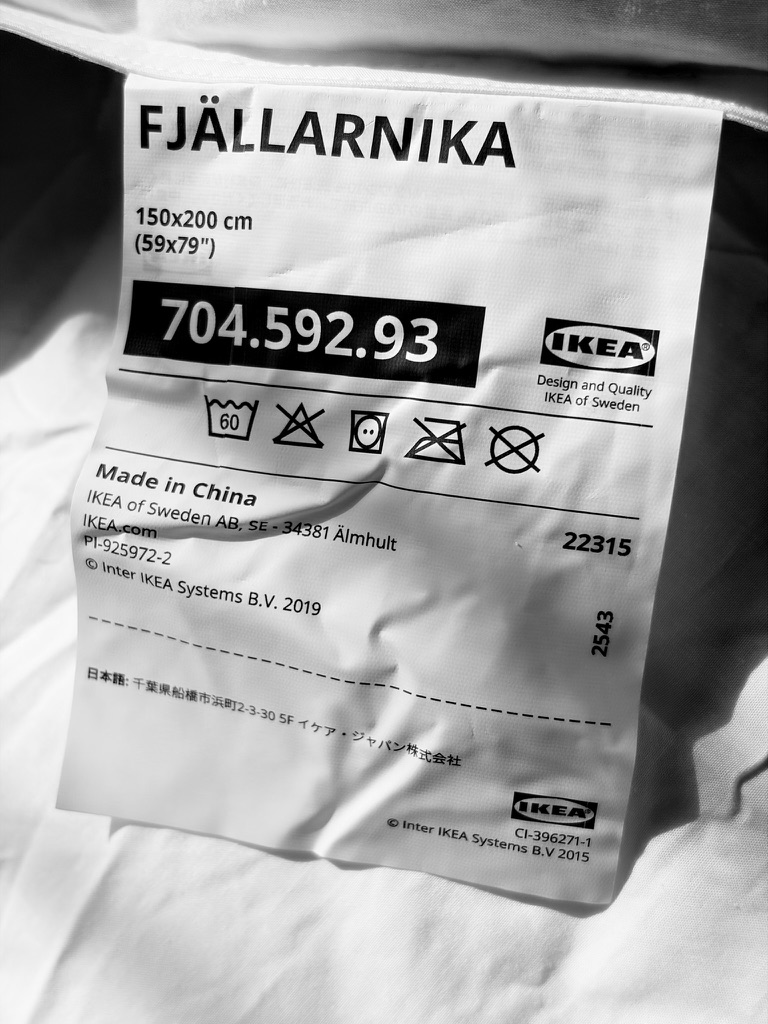 FJÄLLARNIKA
150x200 cm
(59x79")
704.592.93
IKEA®
Design and Quality
IKEA of Sweden
60
Made in China
IKEA of Sweden AB, SE - 34381 Älmhult
IKEA.com
PI-925972-2
© Inter IKEA Systems B.V. 2019
22315
2543
日本語: 千葉県船橋市浜町2-3-30 5F イケア・ジャパン株式会社
IKEA®
CI-396271-1
© Inter IKEA Systems B.V 2015